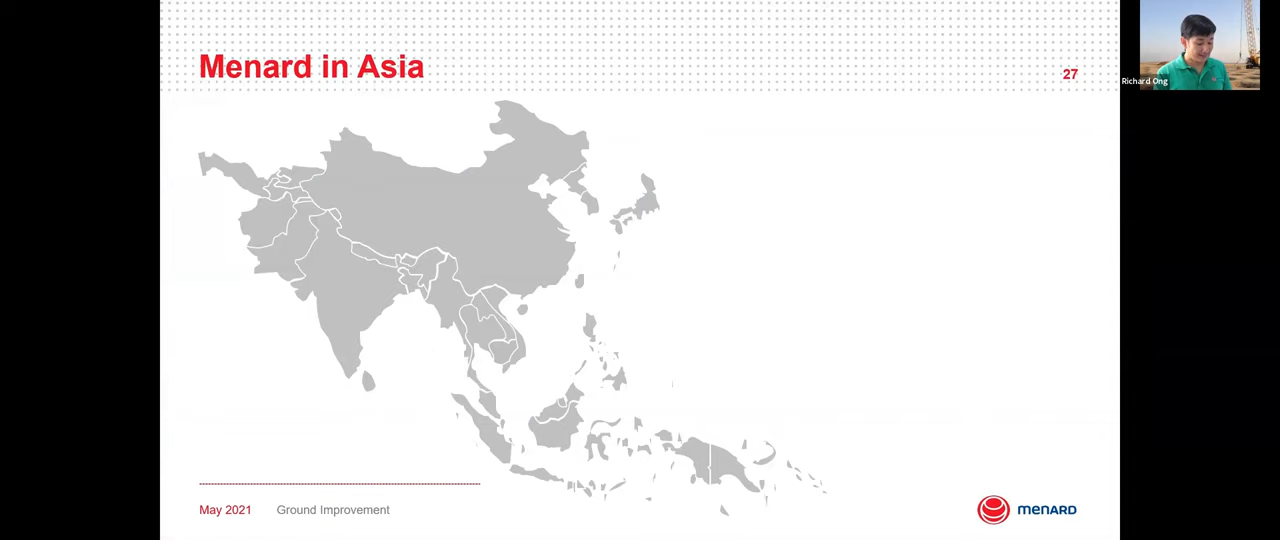 Menard in Asia
27
Richard Ong
May 2021
Ground Improvement
MENARD